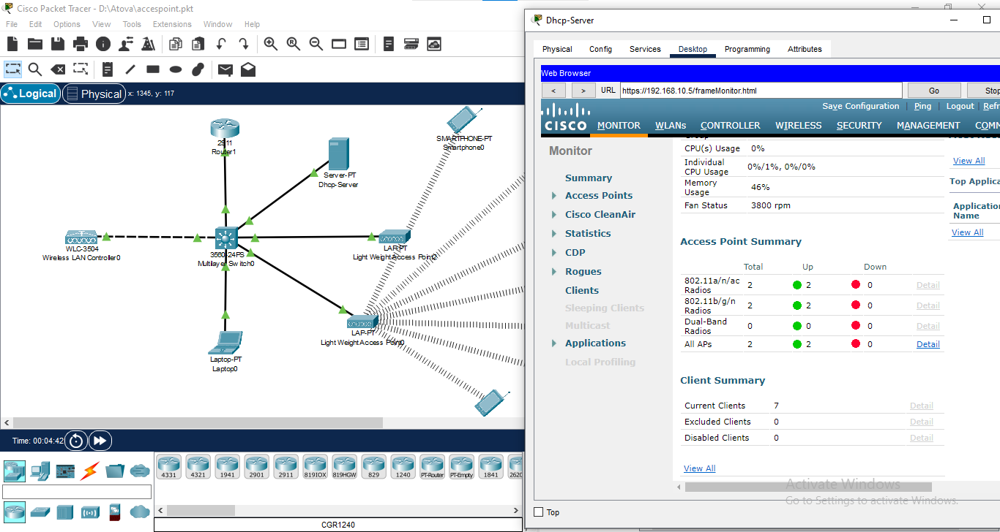 Cisco Packet Tracer - D:\Atova\accespoint.pkt
File Edit Options View Tools Extensions Window Help
Logical Physical x: 1345, y: 117
2911
Router1
Server-PT
Dhcp-Server
SMARTPHONE-PT
Smartphone0
WLC-3504
Wireless LAN Controller0
3560-24PS
Multilayer Switch0
LAP-PT
Light Weight Access Point2
LAP-PT
Light Weight Access Point0
Laptop-PT
Laptop0
Time: 00:04:42
4331 4321 1941 2901 2911 819IOX 819HGW 829 1240 PT-Router PT-Empty 1841 2620
CGR1240
Dhcp-Server
Physical Config Services Desktop Programming Attributes
Web Browser
< > URL https://192.168.10.5/frameMonitor.html Go Stop
Save Configuration | Ping | Logout | Refr
CISCO MONITOR WLANs CONTROLLER WIRELESS SECURITY MANAGEMENT COMM
Monitor
Summary
Access Points
Cisco CleanAir
Statistics
CDP
Rogues
Clients
Sleeping Clients
Multicast
Applications
Local Profiling
CPU(s) Usage 0%
Individual
CPU Usage 0%/1%, 0%/0%
Memory
Usage 46%
Fan Status 3800 rpm
View All
Top Applica
Application
Name
View All
Access Point Summary
Total Up Down
802.11a/n/ac
Radios 2 2 0 Detail
802.11b/g/n
Radios 2 2 0 Detail
Dual-Band
Radios 0 0 0 Detail
All APs 2 2 0 Detail
Client Summary
Current Clients 7 Detail
Excluded Clients 0 Detail
Disabled Clients 0 Detail
View All
Activate Windows
Go to Settings to activate Windows.
Top